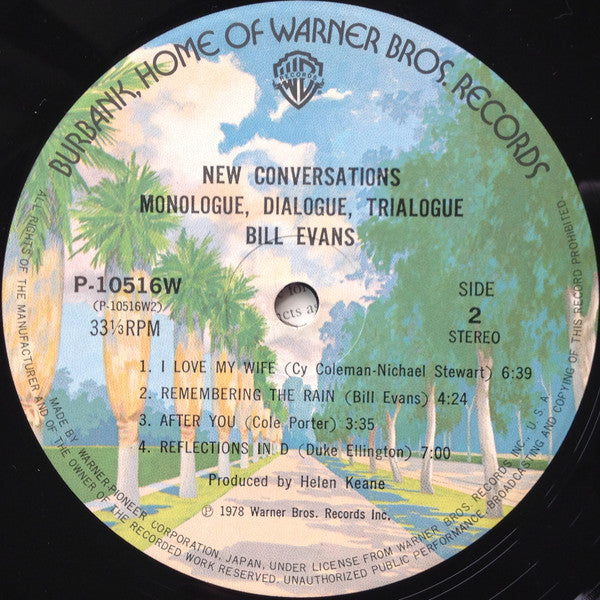 BURBANK, HOME OF WARNER BROS. RECORDS
RECORDS
NEW CONVERSATIONS
MONOLOGUE, DIALOGUE, TRIALOGUE
BILL EVANS
P-10516W
(P-10516W2)
33⅓RPM
SIDE
2
STEREO
for
cts a
1. I LOVE MY WIFE (Cy Coleman-Nichael Stewart) 6:39
2. REMEMBERING THE RAIN (Bill Evans) 4:24
3. AFTER YOU (Cole Porter) 3:35
4. REFLECTIONS IN D (Duke Ellington) 7:00
Produced by Helen Keane
Ⓟ 1978 Warner Bros. Records Inc.
MADE BY WARNER-PIONEER CORPORATION, JAPAN, UNDER LICENSE FROM WARNER BROS. RECORDS INC., U.S.A.
ALL RIGHTS OF THE MANUFACTURER AND OF THE OWNER OF THE RECORDED WORK RESERVED. UNAUTHORIZED PUBLIC PERFORMANCE, BROADCASTING AND COPYING OF THIS RECORD PROHIBITED